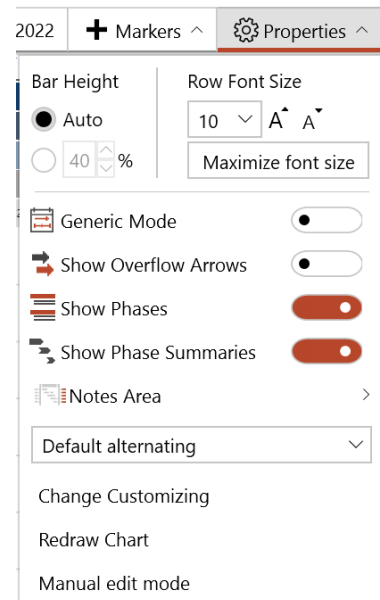 2022 Markers Properties
Bar Height Row Font Size
Auto 10 A A
40 % Maximize font size
Generic Mode
Show Overflow Arrows
Show Phases
Show Phase Summaries
Notes Area
Default alternating
Change Customizing
Redraw Chart
Manual edit mode